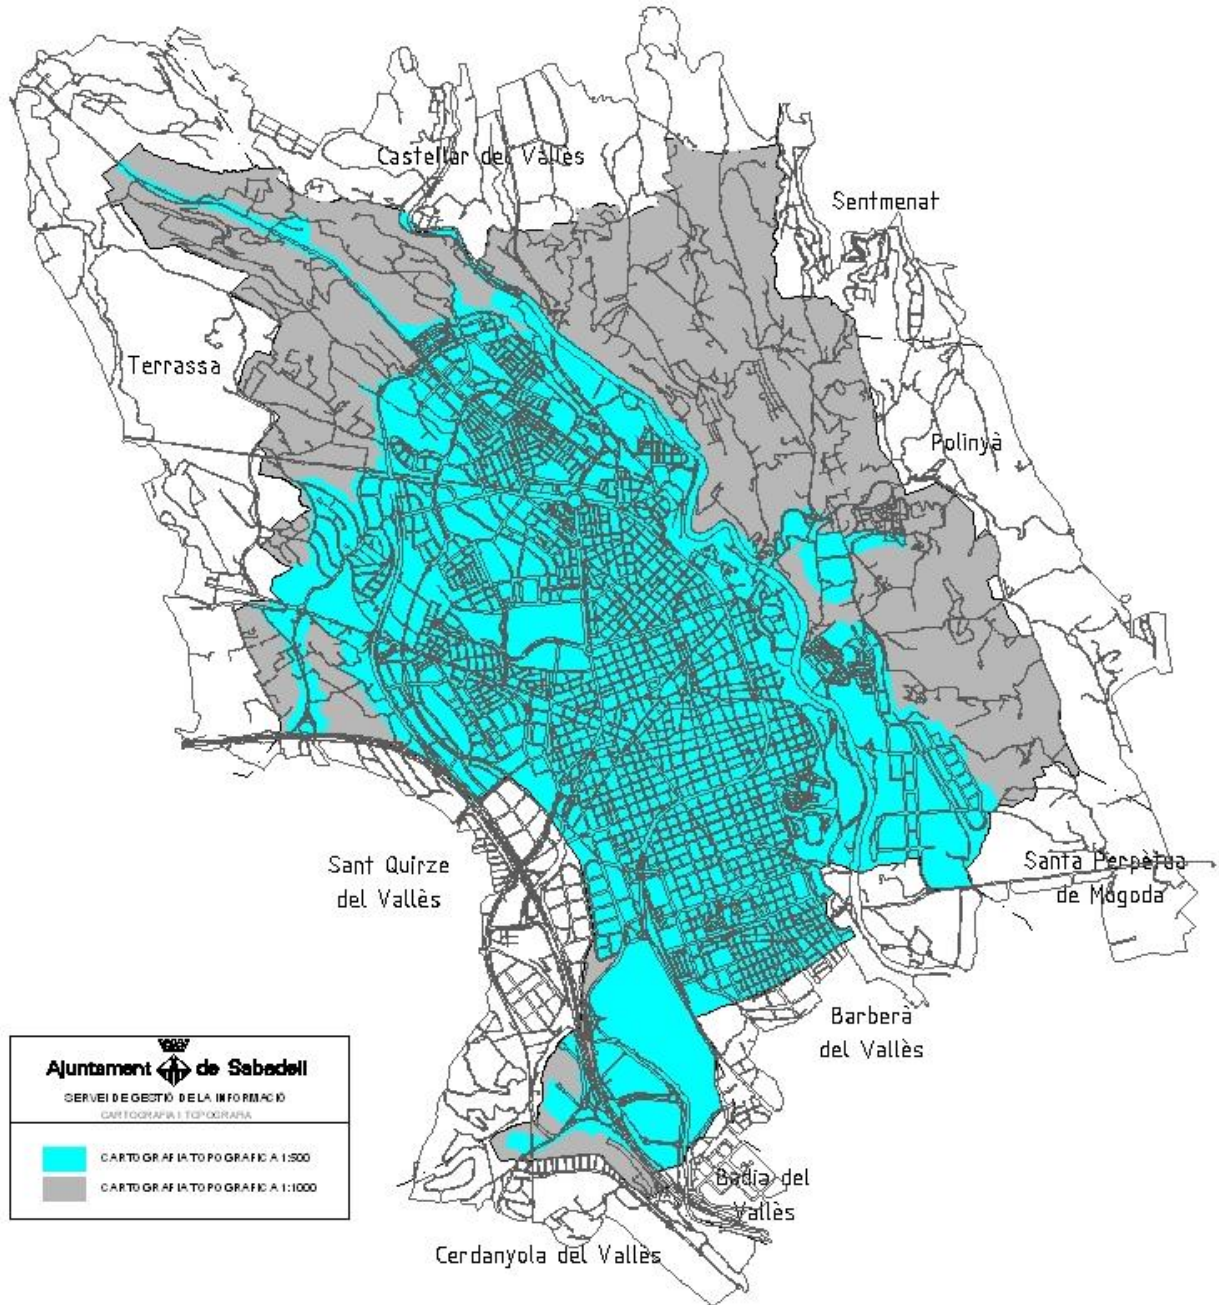 Castellar del Vallès
Sentmenat
Terrassa
Polinyà
Sant Quirze
del Vallès
Santa Perpètua
de Mogoda
Barberà
del Vallès
Badia del
Vallès
Cerdanyola del Vallès
Ajuntament de Sabadell
SERVEI DE GESTIÓ DE LA INFORMACIÓ
CARTOGRAFIA I TOPOGRAFIA
CARTOGRAFIA TOPOGRAFICA 1:500
CARTOGRAFIA TOPOGRAFICA 1:1000